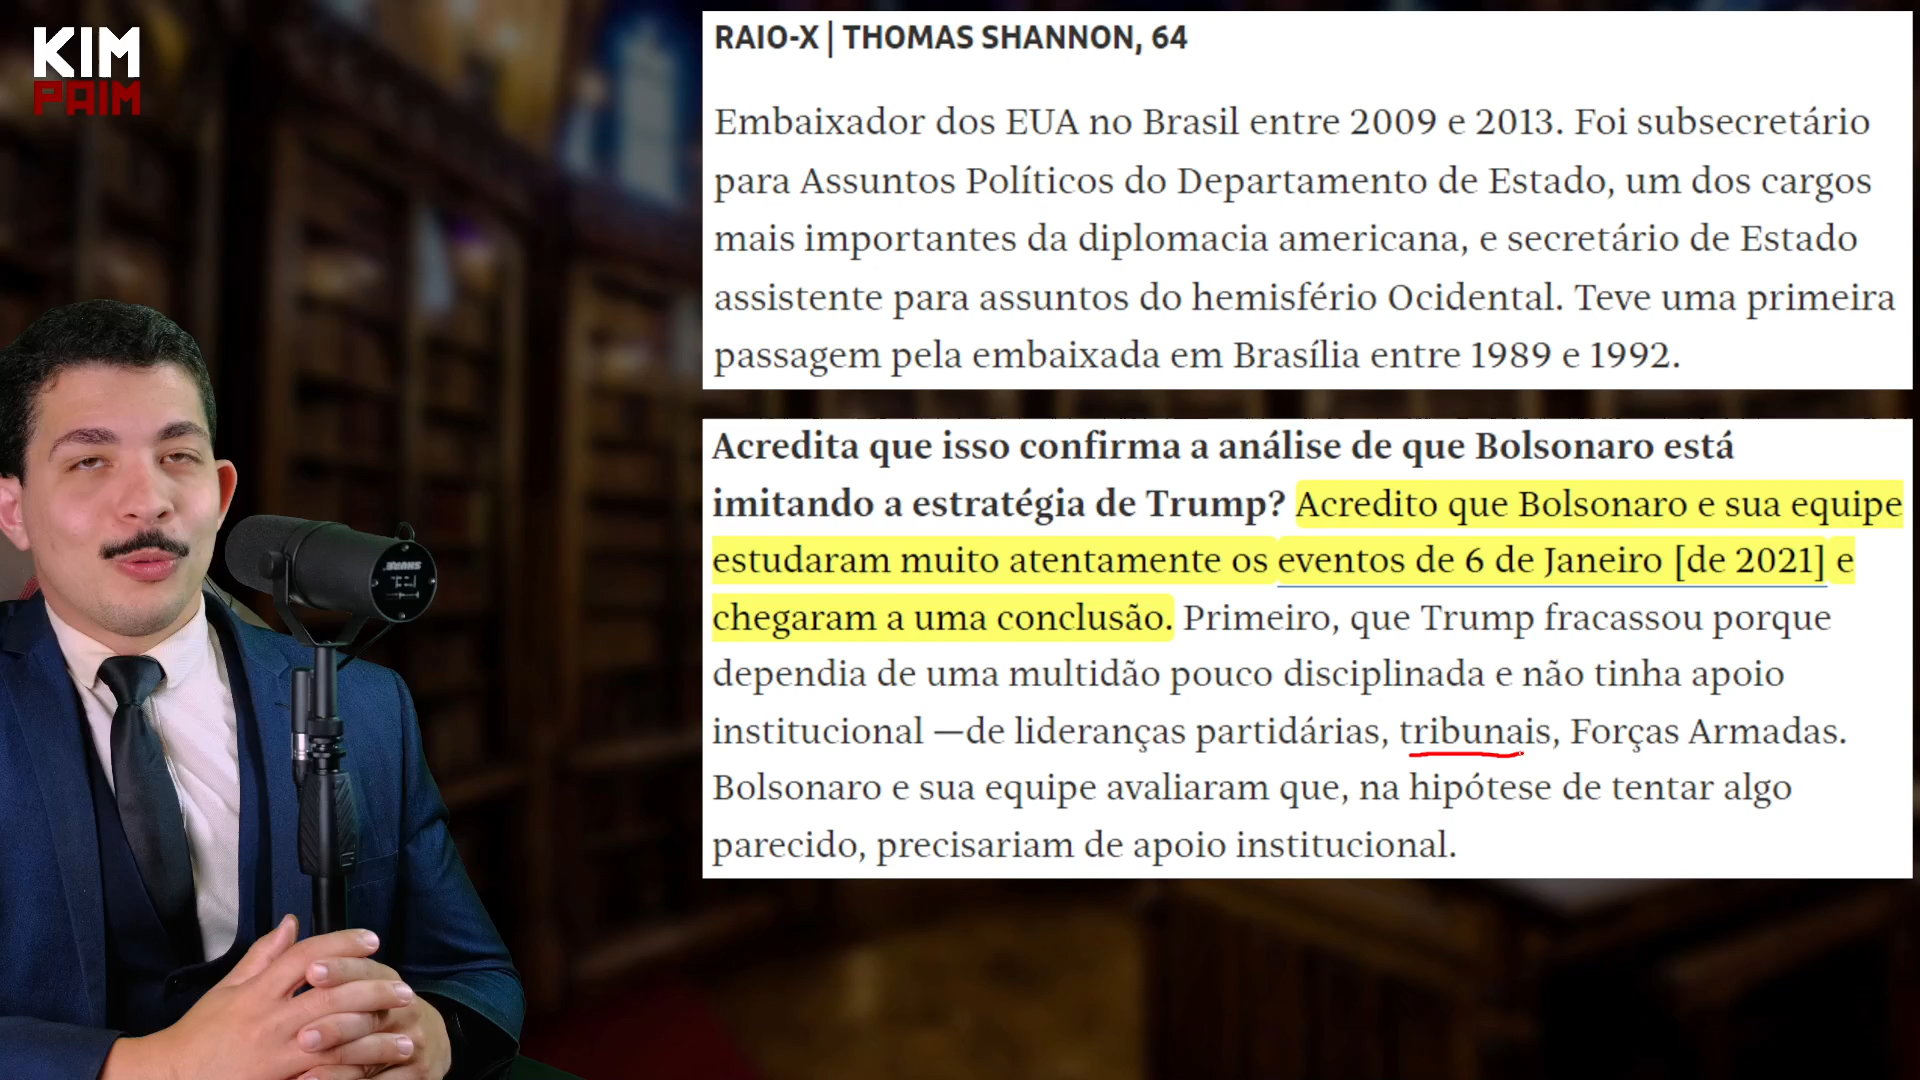 KIM
PAIM
RAIO-X | THOMAS SHANNON, 64
Embaixador dos EUA no Brasil entre 2009 e 2013. Foi subsecretário
para Assuntos Políticos do Departamento de Estado, um dos cargos
mais importantes da diplomacia americana, e secretário de Estado
assistente para assuntos do hemisfério Ocidental. Teve uma primeira
passagem pela embaixada em Brasília entre 1989 e 1992.
Acredita que isso confirma a análise de que Bolsonaro está
imitando a estratégia de Trump? Acredito que Bolsonaro e sua equipe
estudaram muito atentamente os eventos de 6 de Janeiro [de 2021] e
chegaram a uma conclusão. Primeiro, que Trump fracassou porque
dependia de uma multidão pouco disciplinada e não tinha apoio
institucional —de lideranças partidárias, tribunais, Forças Armadas.
Bolsonaro e sua equipe avaliaram que, na hipótese de tentar algo
parecido, precisariam de apoio institucional.
SHURE